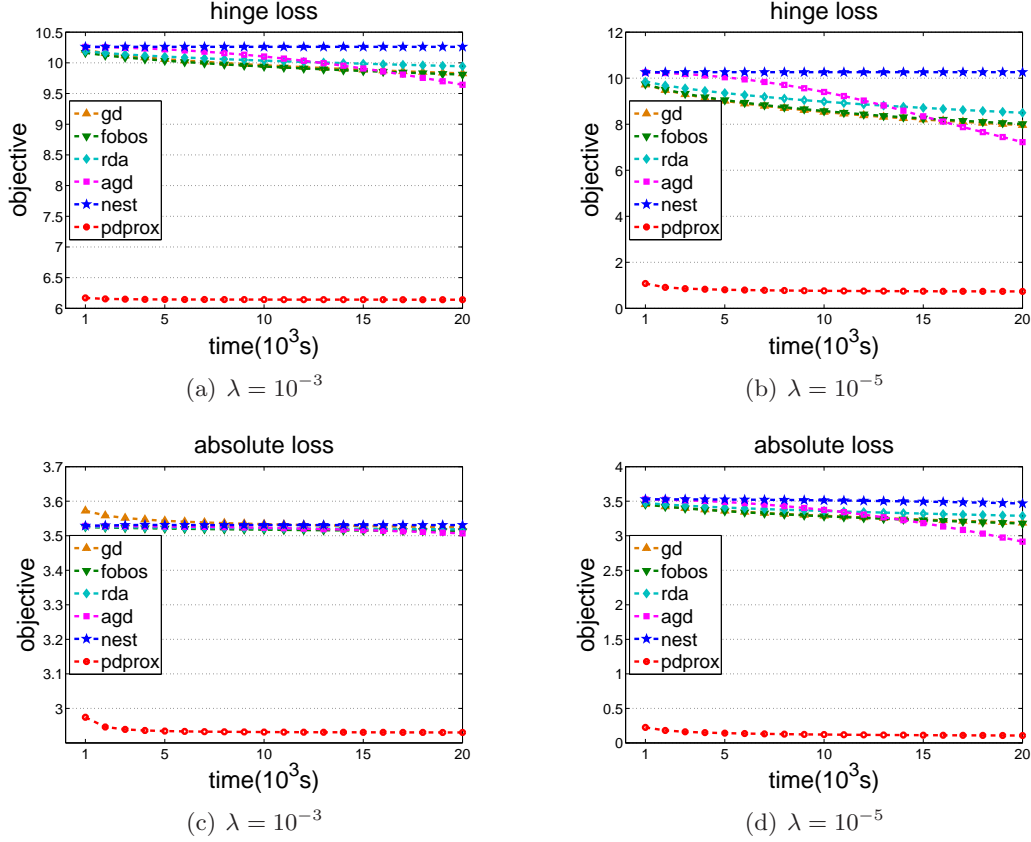 hinge loss
10.5
10
9.5
9
8.5
8
7.5
7
6.5
6
objective
gd
fobos
rda
agd
nest
pdprox
1
5
10
15
20
time(10³s)
(a) λ = 10⁻³
hinge loss
12
10
8
6
4
2
0
objective
gd
fobos
rda
agd
nest
pdprox
1
5
10
15
20
time(10³s)
(b) λ = 10⁻⁵
absolute loss
3.7
3.6
3.5
3.4
3.3
3.2
3.1
3
objective
gd
fobos
rda
agd
nest
pdprox
1
5
10
15
20
time(10³s)
(c) λ = 10⁻³
absolute loss
4
3.5
3
2.5
2
1.5
1
0.5
0
objective
gd
fobos
rda
agd
nest
pdprox
1
5
10
15
20
time(10³s)
(d) λ = 10⁻⁵